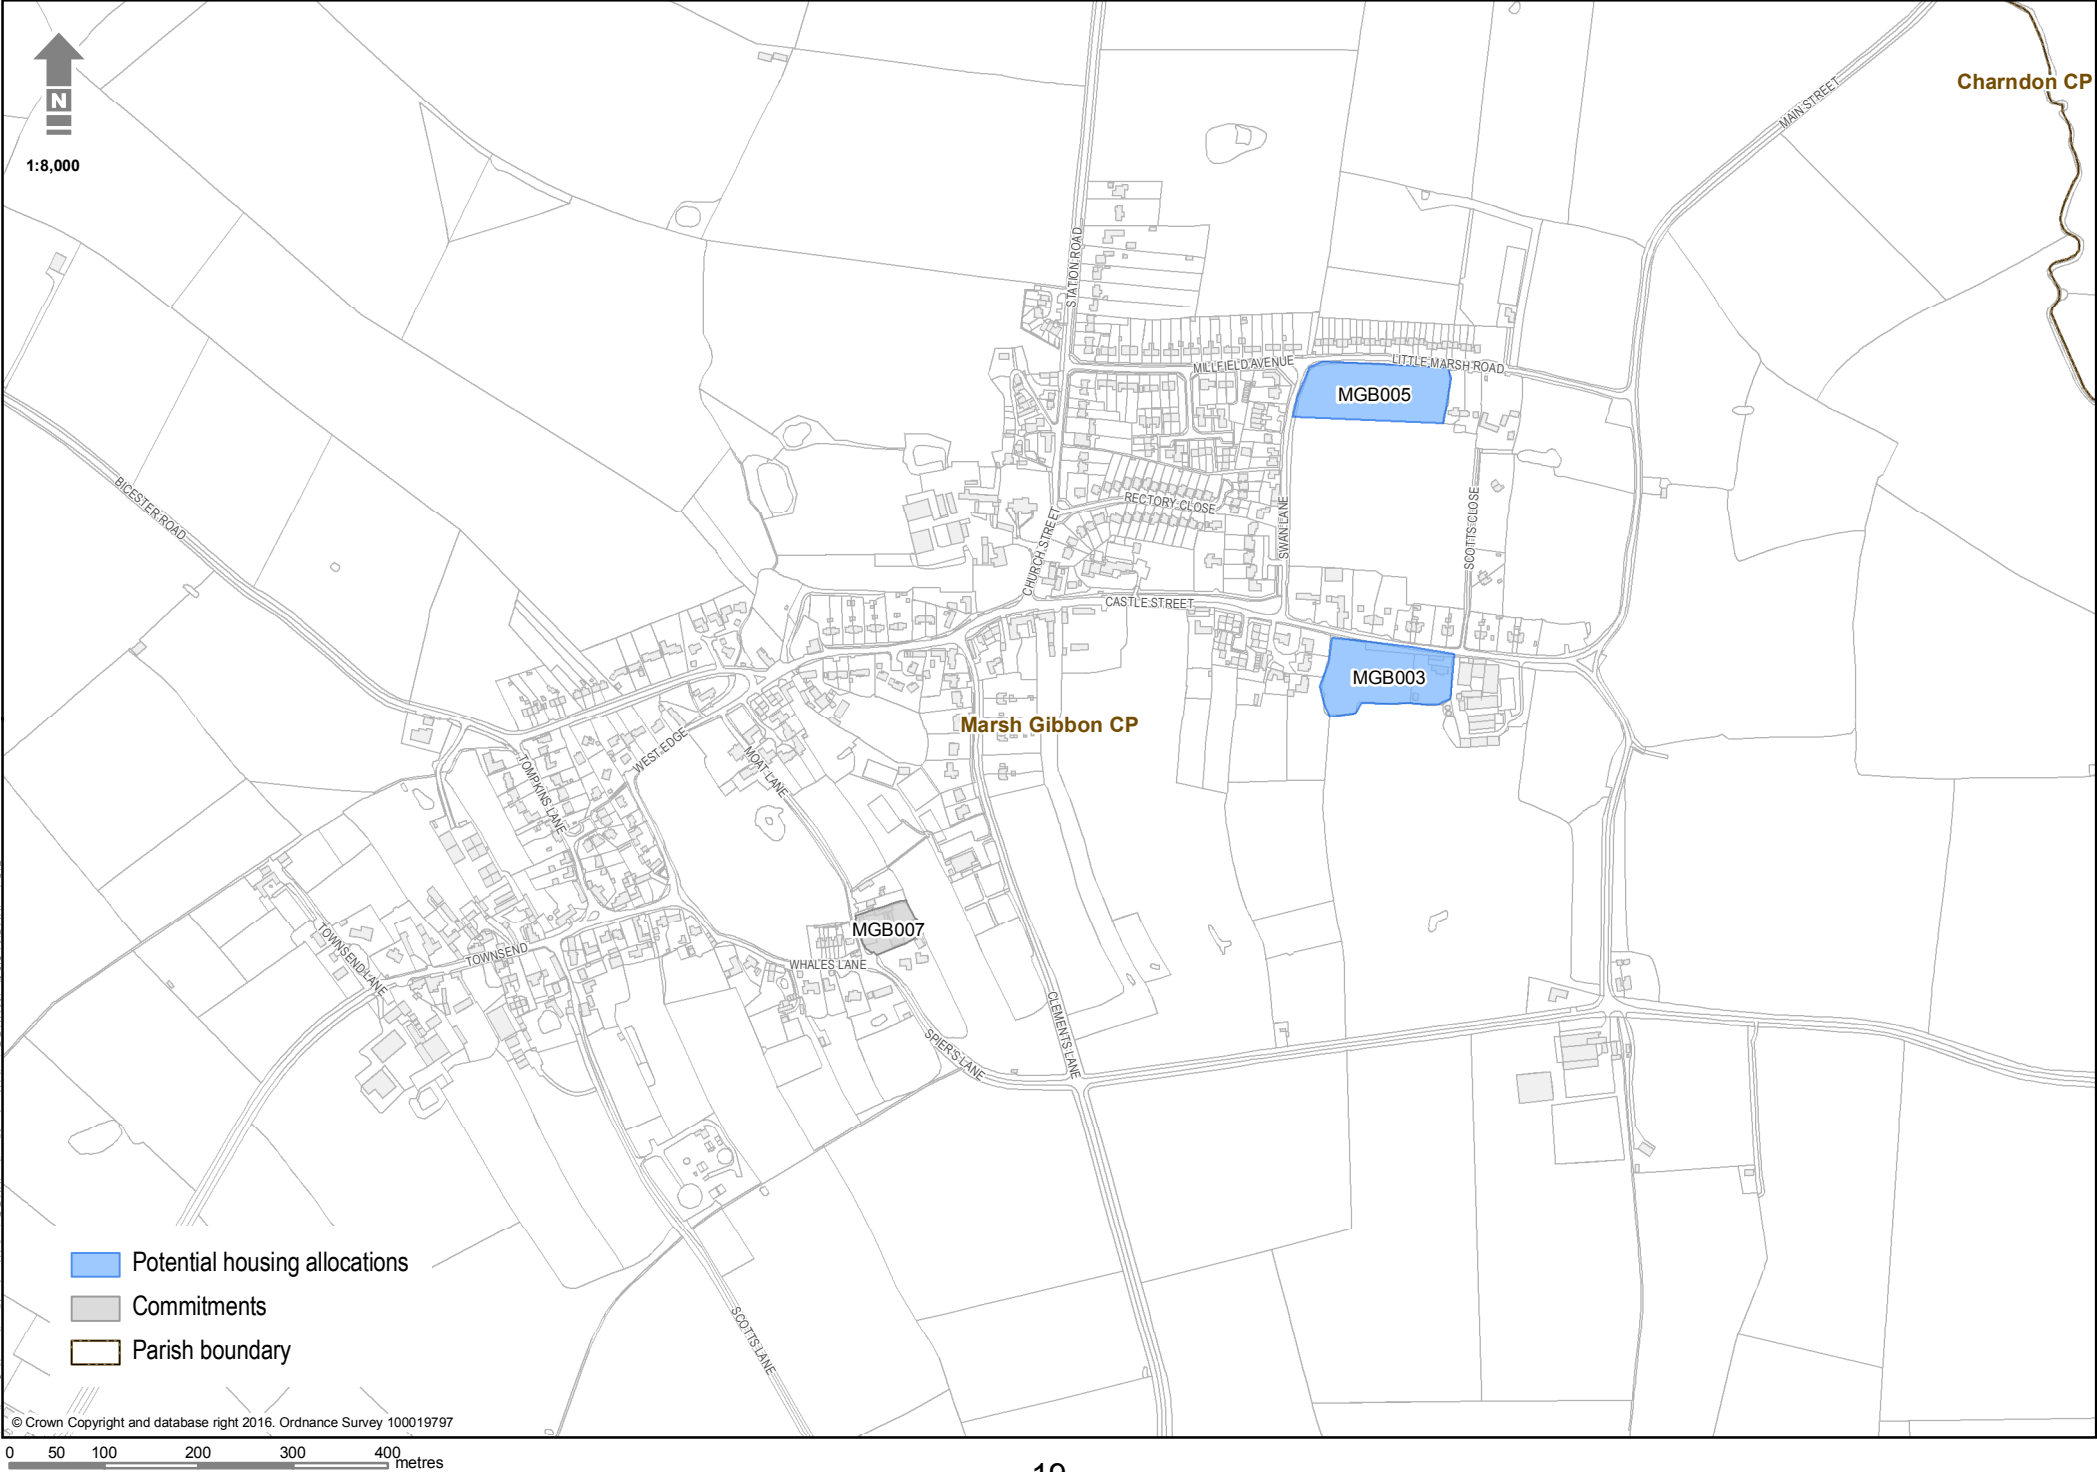 Charndon CP
MAIN STREET
N
1:8,000
STATION ROAD
MILLFIELD AVENUE
LITTLE MARSH ROAD
MGB005
BICESTER ROAD
RECTORY CLOSE
SWAN LANE
SCOTTS CLOSE
CHURCH STREET
CASTLE STREET
MGB003
Marsh Gibbon CP
WEST EDGE
MOAT LANE
TOMPKINS LANE
MGB007
TOWNSEND LANE
TOWNSEND
WHALES LANE
CLEMENTS LANE
SPIERS LANE
SCOTTS LANE
Potential housing allocations
Commitments
Parish boundary
© Crown Copyright and database right 2016. Ordnance Survey 100019797
0 50 100 200 300 400 metres